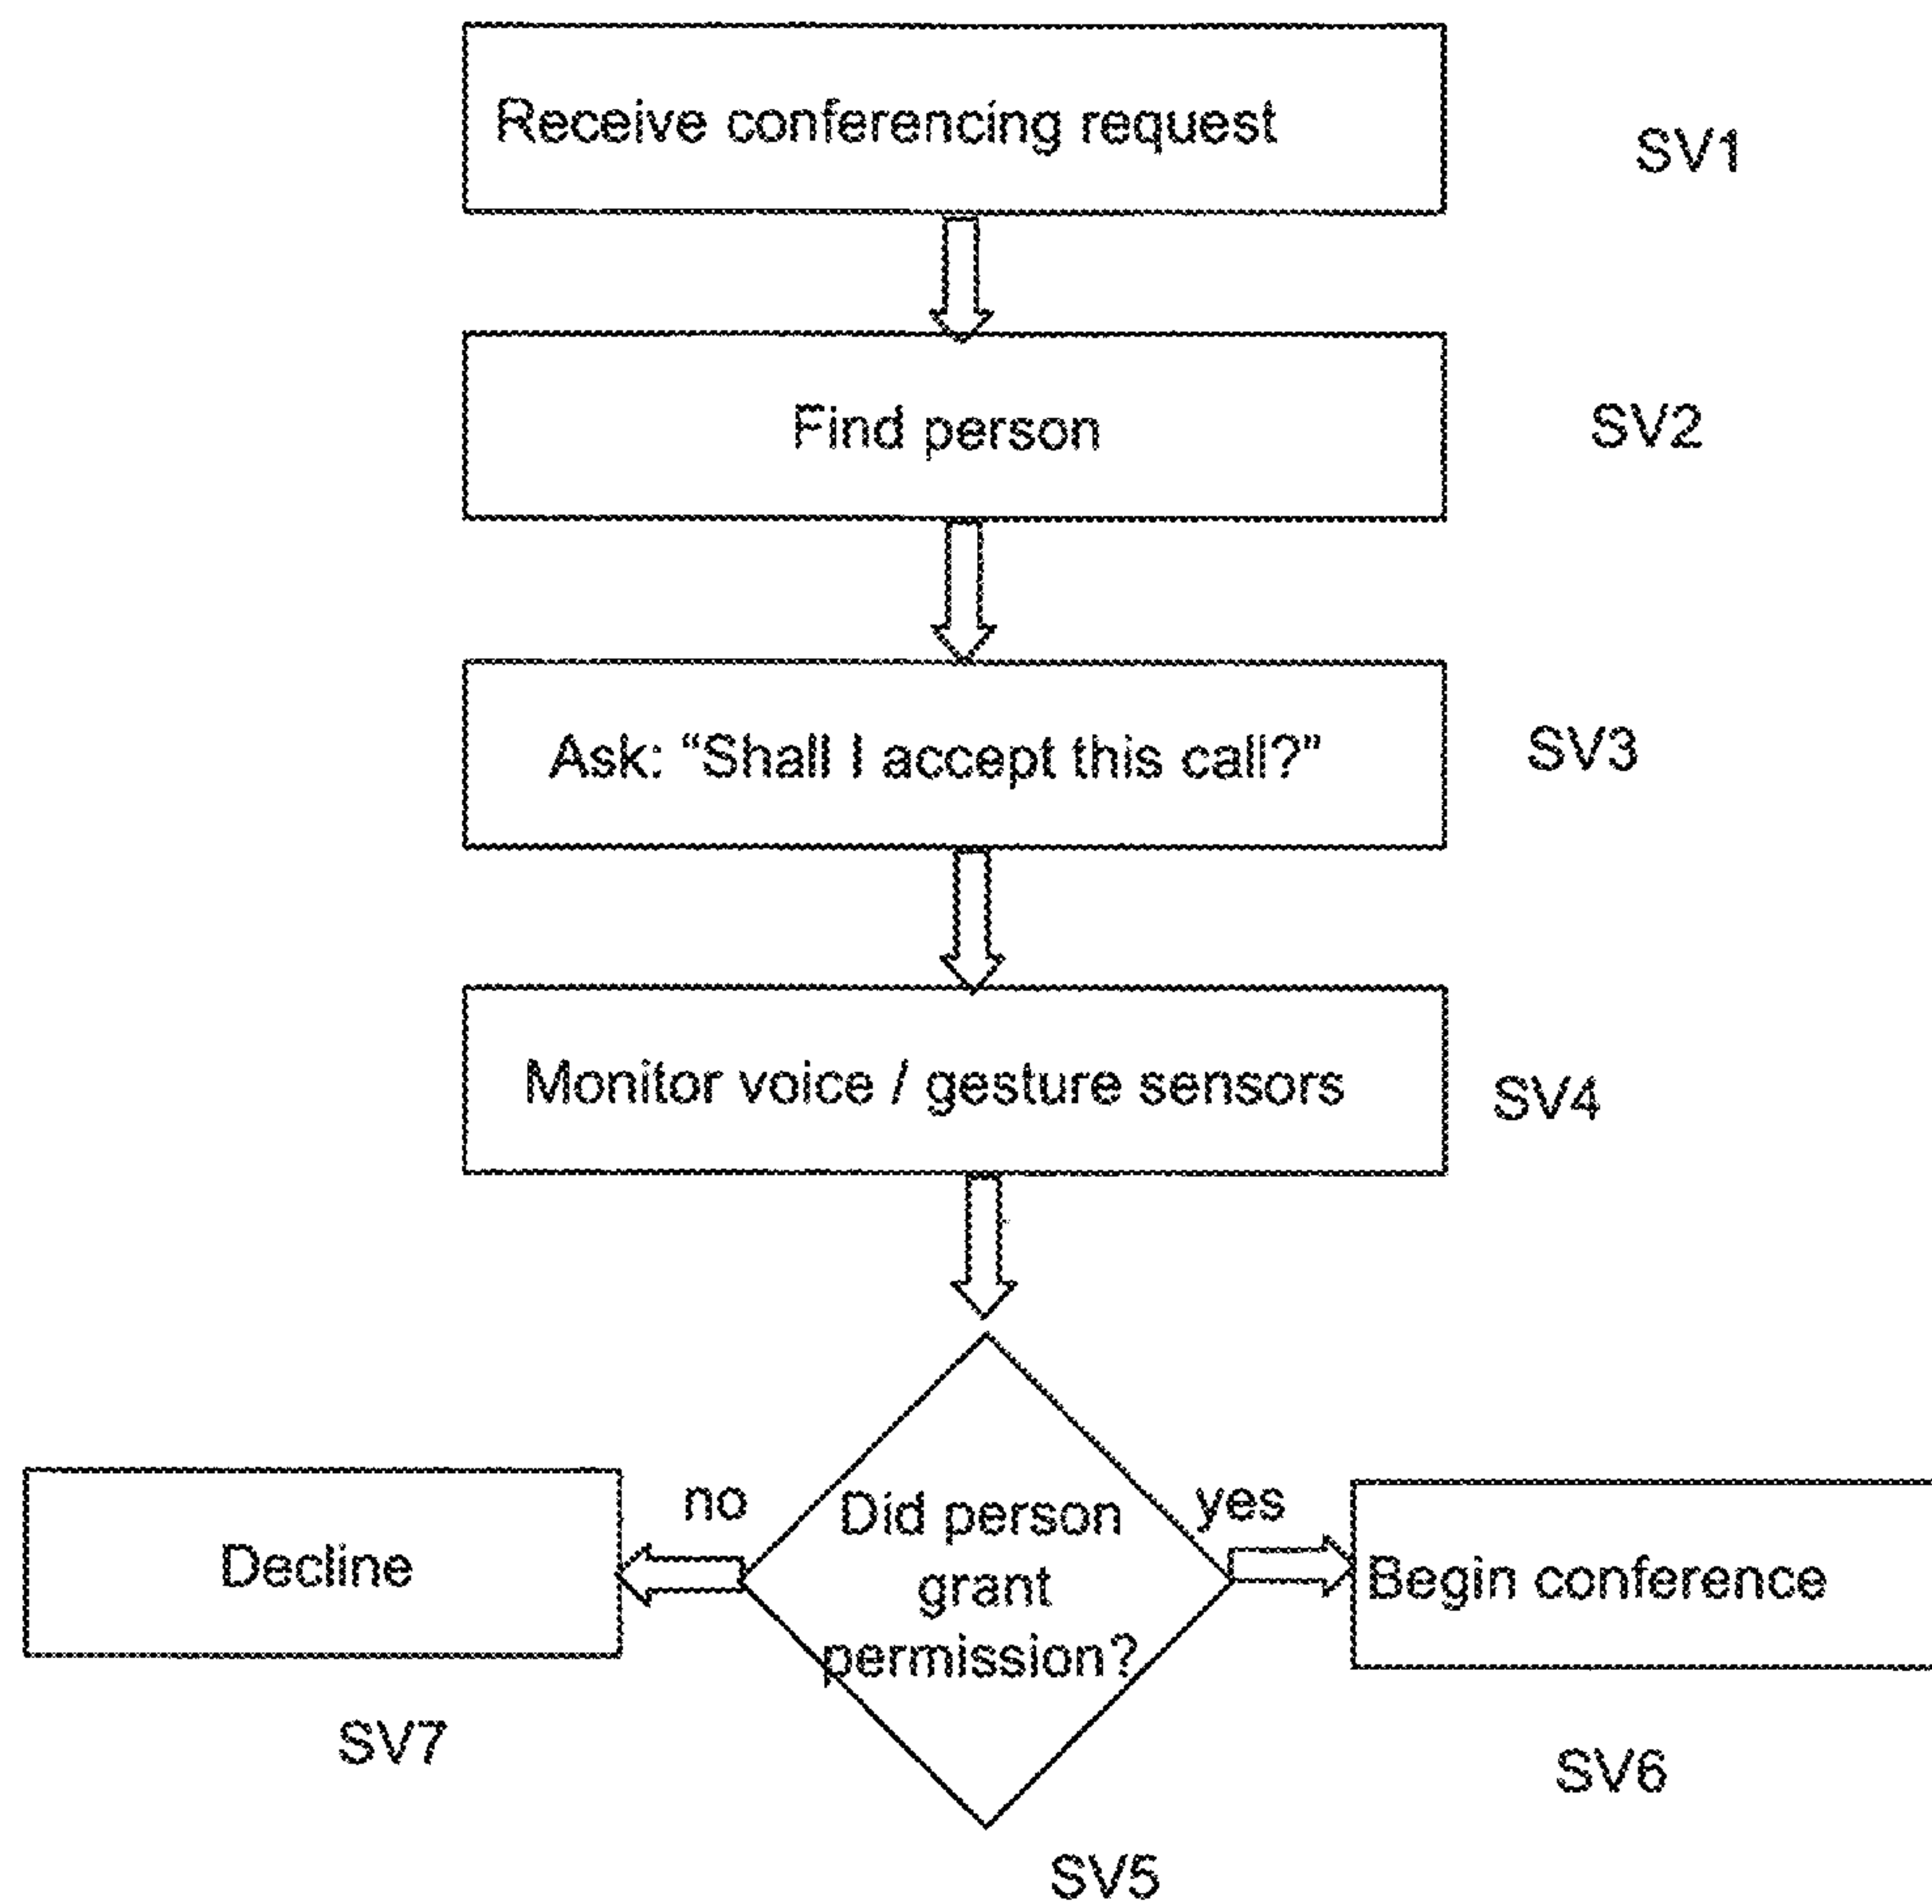 Receive conferencing request
SV1
Find person
SV2
Ask: “Shall I accept this call?”
SV3
Monitor voice / gesture sensors
SV4
no
yes
Decline
Did person
grant
permission?
Begin conference
SV7
SV6
SV5